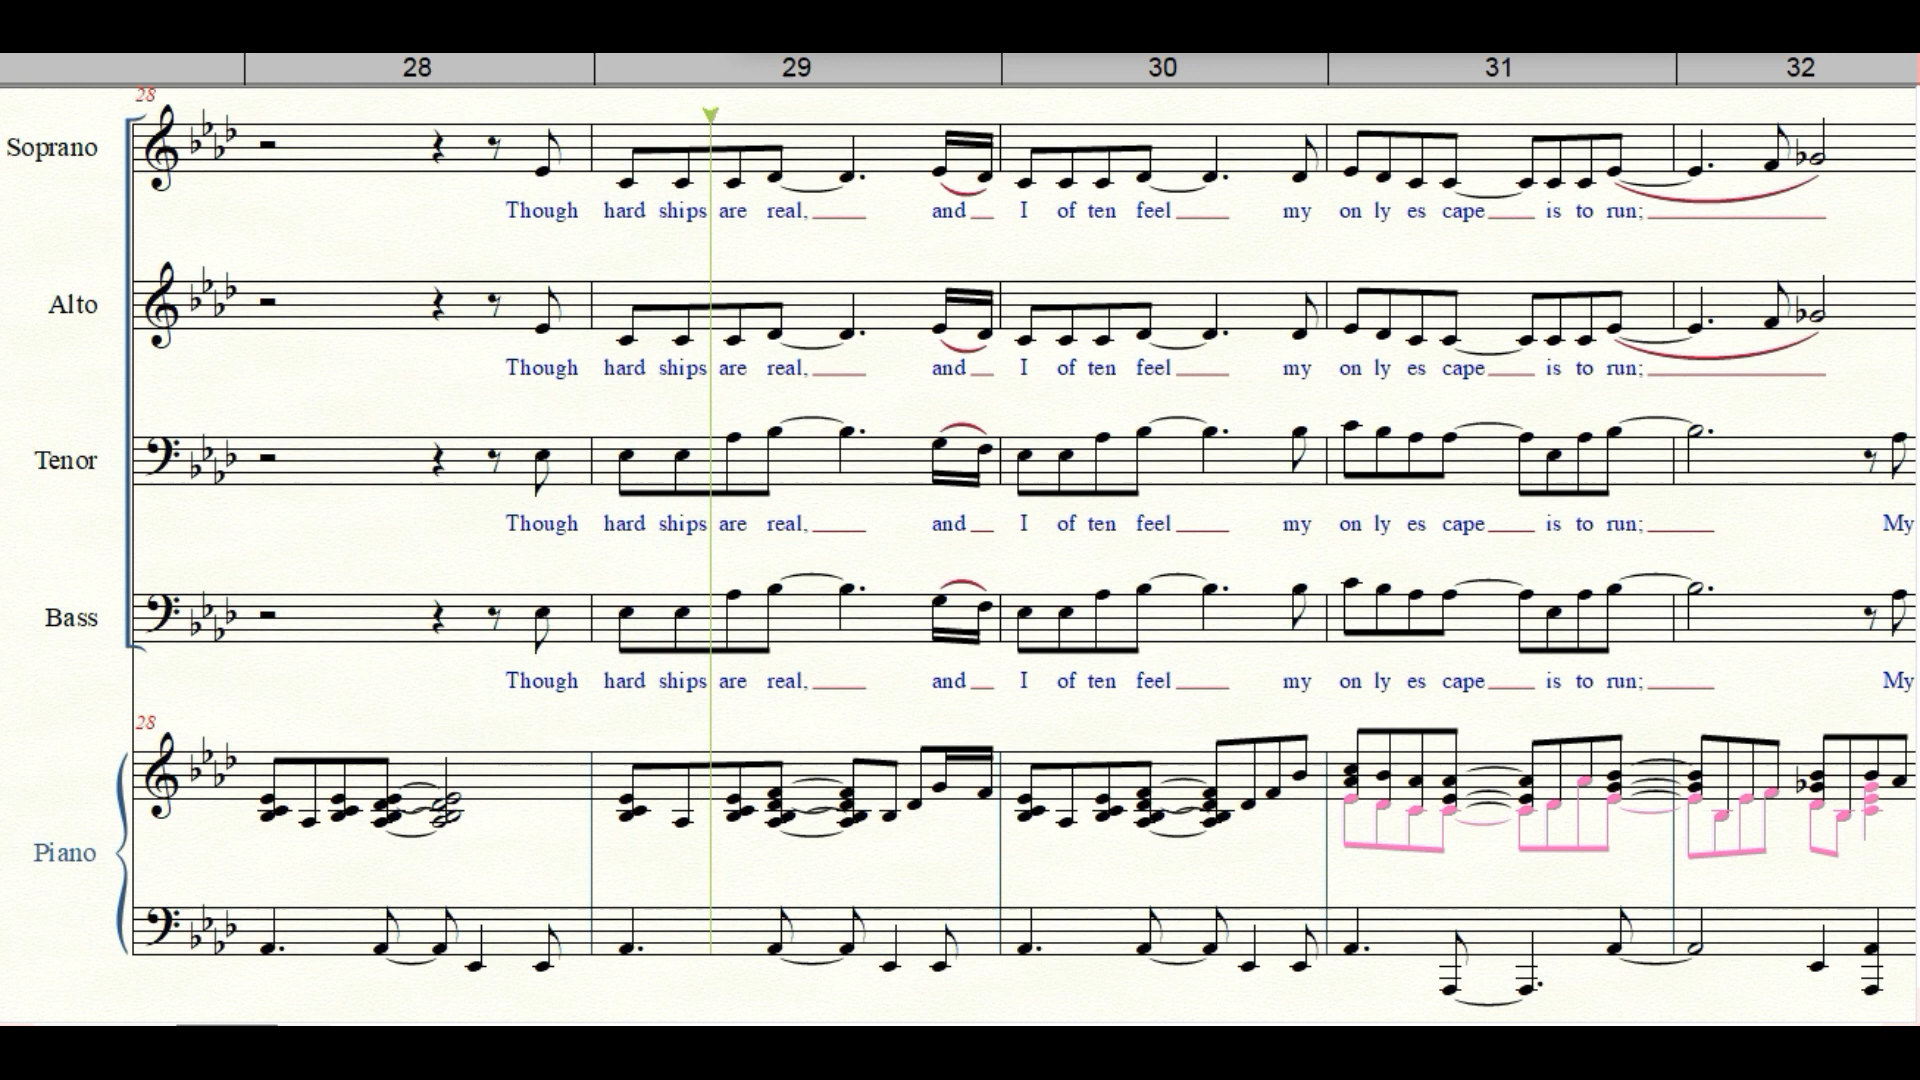 28 29 30 31 32
28
Soprano
Though hard ships are real, and I of ten feel my on ly es cape is to run;
Alto
Though hard ships are real, and I of ten feel my on ly es cape is to run;
Tenor
Though hard ships are real, and I of ten feel my on ly es cape is to run; My
Bass
Though hard ships are real, and I of ten feel my on ly es cape is to run; My
28
Piano